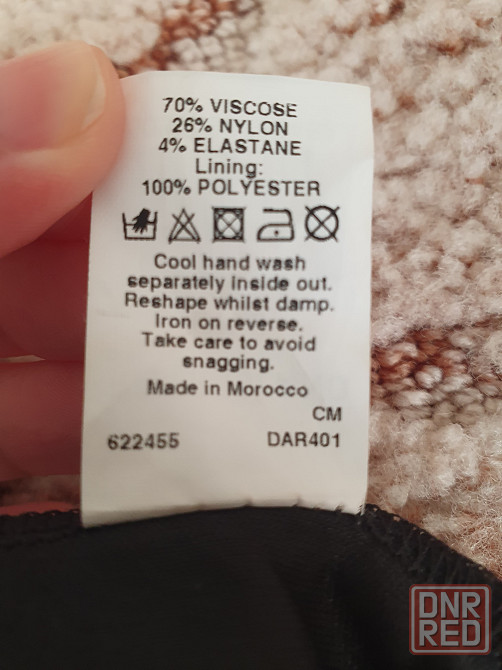 70% VISCOSE
26% NYLON
4% ELASTANE
Lining:
100% POLYESTER
Cool hand wash
separately inside out.
Reshape whilst damp.
Iron on reverse.
Take care to avoid
snagging.
Made in Morocco
CM
622455 DAR401
DNR
RED